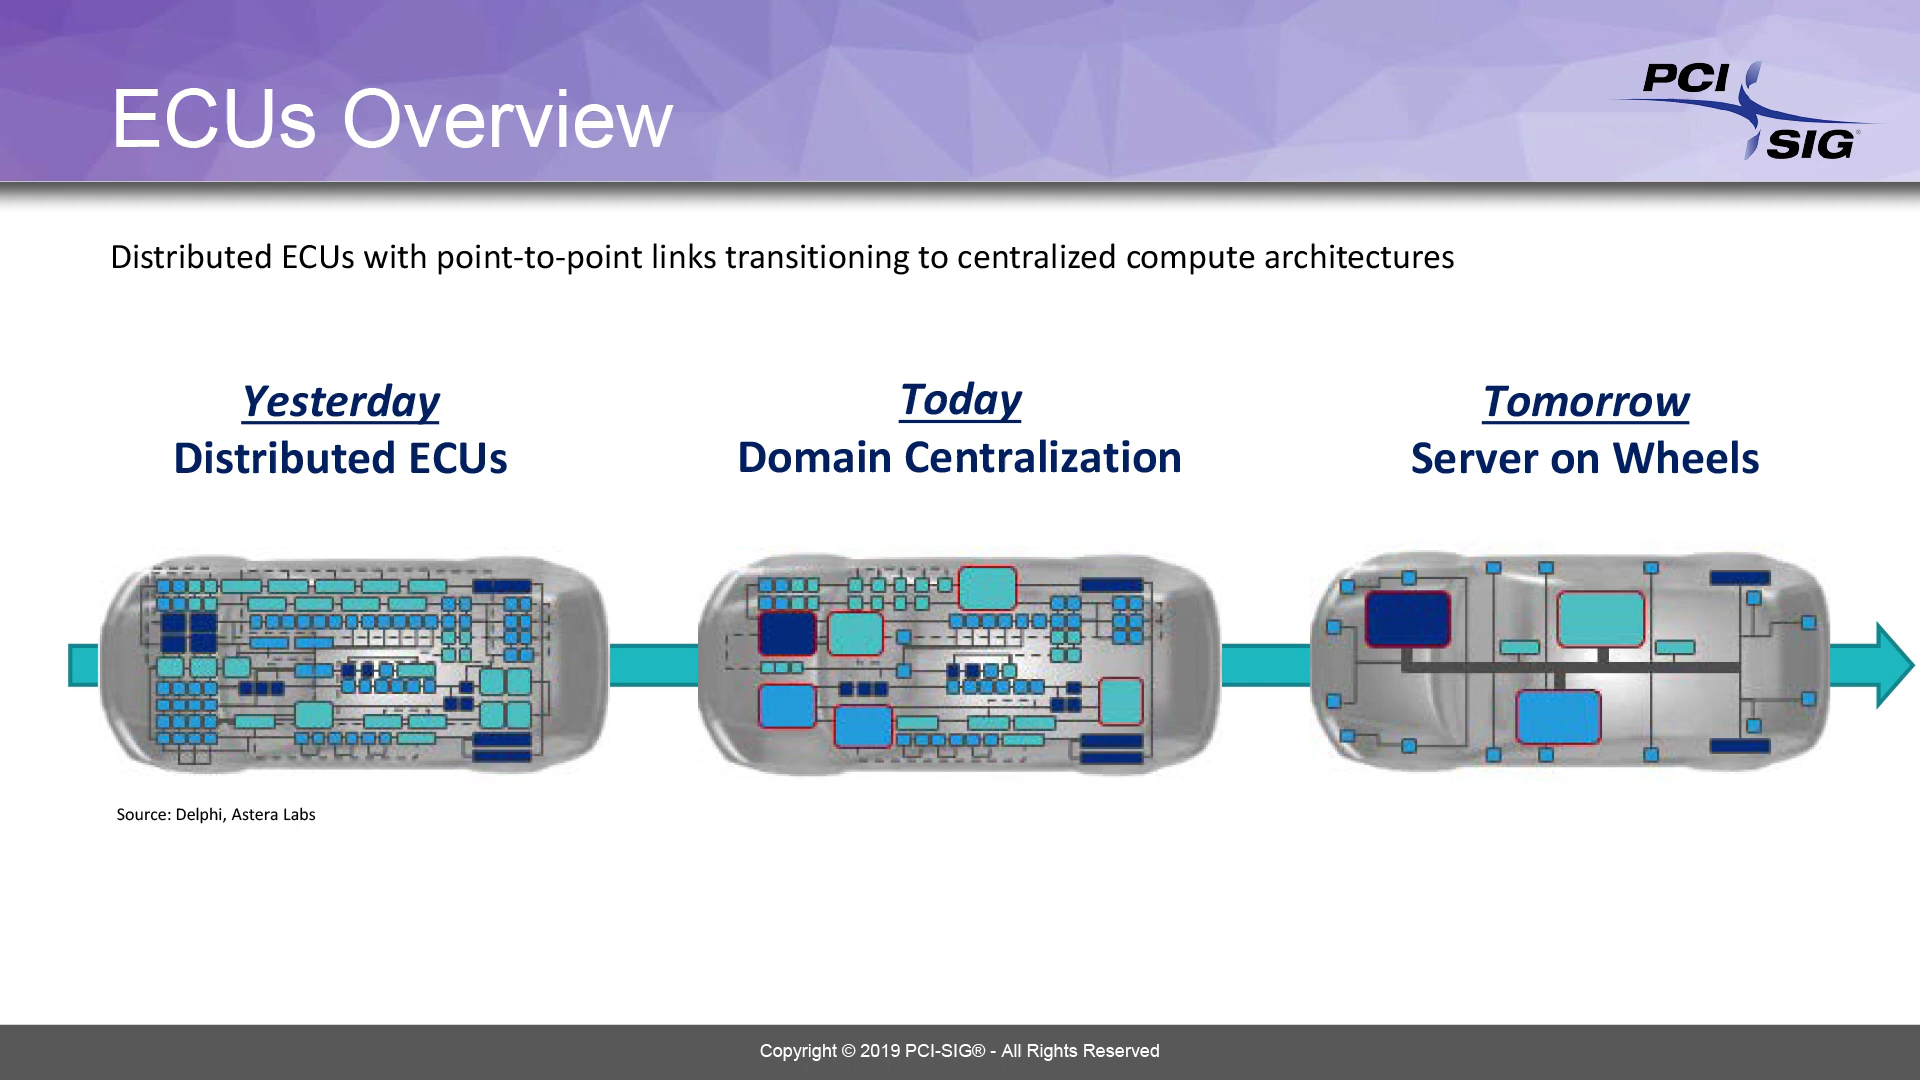 ECUs Overview
PCI
SIG®
Distributed ECUs with point-to-point links transitioning to centralized compute architectures
Yesterday
Distributed ECUs
Today
Domain Centralization
Tomorrow
Server on Wheels
Source: Delphi, Astera Labs
Copyright © 2019 PCI-SIG® - All Rights Reserved